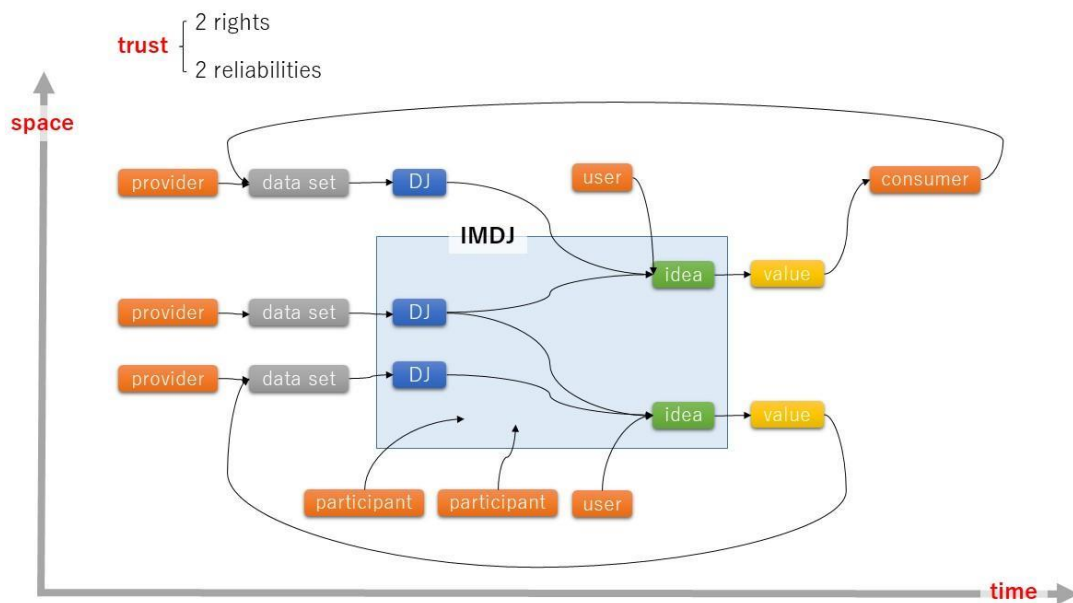 2 rights
trust
2 reliabilities
space
provider
data set
DJ
user
consumer
IMDJ
idea
value
provider
data set
DJ
provider
data set
DJ
idea
value
participant
participant
user
time